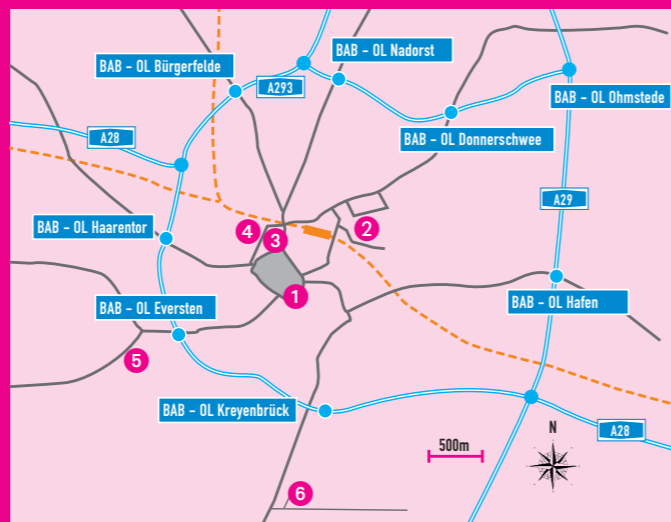 BAB – OL Nadorst
BAB – OL Bürgerfelde
A293
BAB – OL Ohmstede
A28
BAB – OL Donnerschwee
A29
BAB – OL Haarentor
4
3
2
1
BAB – OL Eversten
BAB – OL Hafen
5
BAB – OL Kreyenbrück
N
500m
A28
6